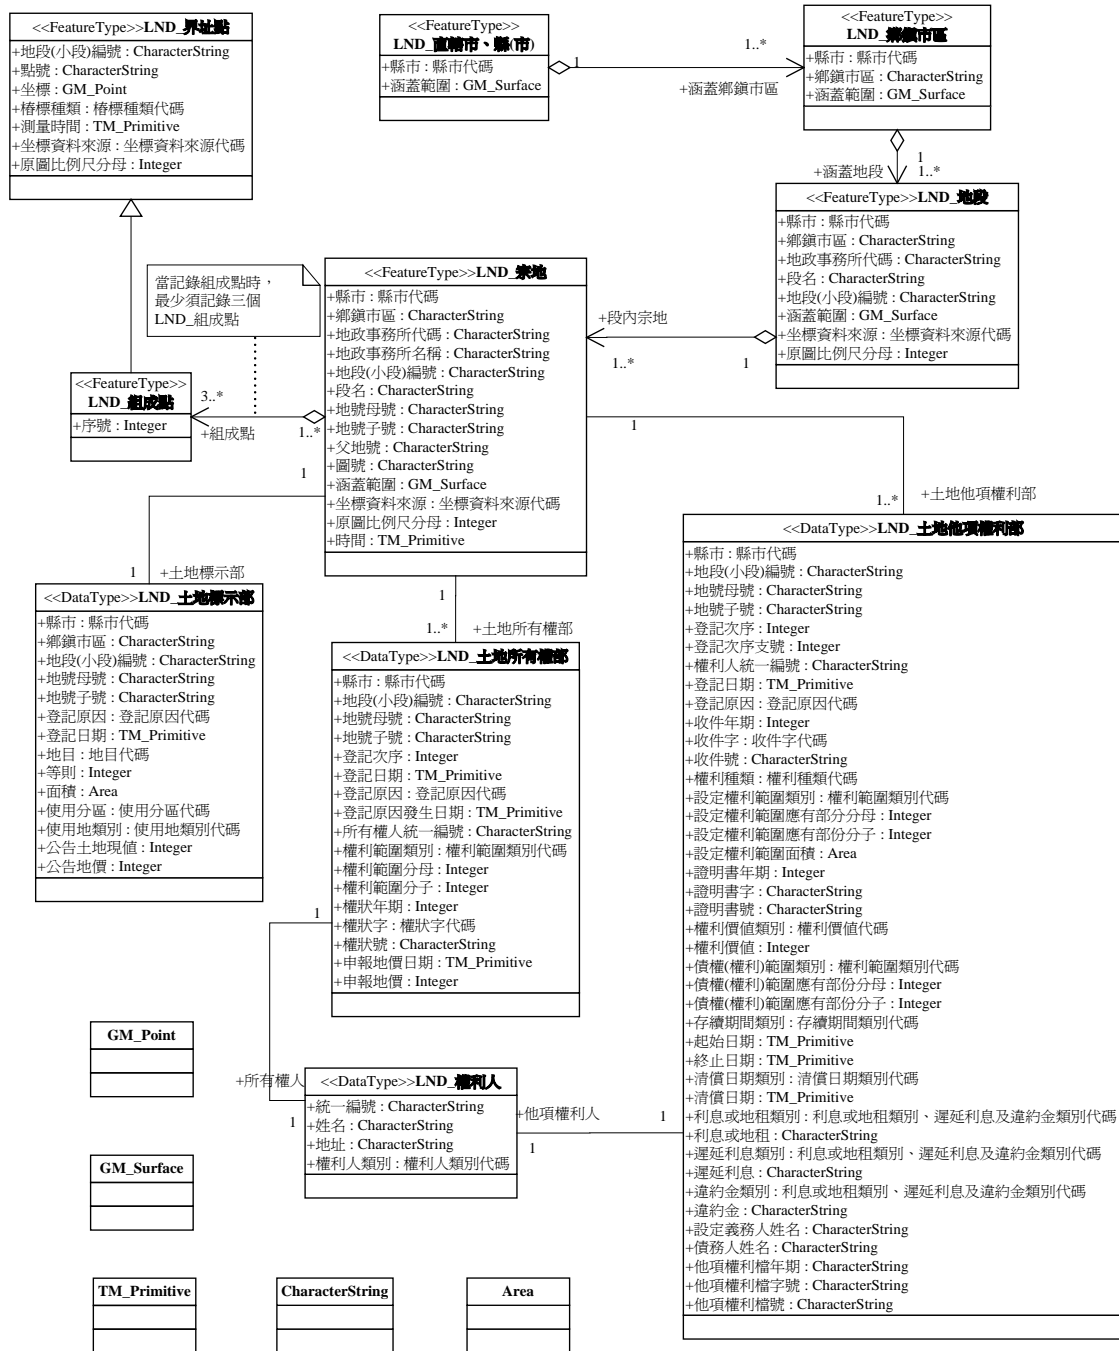 <<FeatureType>>LND_界址點
+地段(小段)編號 : CharacterString
+點號 : CharacterString
+坐標 : GM_Point
+樁標種類 : 樁標種類代碼
+測量時間 : TM_Primitive
+坐標資料來源 : 坐標資料來源代碼
+原圖比例尺分母 : Integer
<<FeatureType>>
LND_直轄市、縣(市)
+縣市 : 縣市代碼
+涵蓋範圍 : GM_Surface
1
1..*
+涵蓋鄉鎮市區
<<FeatureType>>
LND_鄉鎮市區
+縣市 : 縣市代碼
+鄉鎮市區 : CharacterString
+涵蓋範圍 : GM_Surface
1
+涵蓋地段
1..*
<<FeatureType>>LND_地段
+縣市 : 縣市代碼
+鄉鎮市區 : CharacterString
+地政事務所代碼 : CharacterString
+段名 : CharacterString
+地段(小段)編號 : CharacterString
+涵蓋範圍 : GM_Surface
+坐標資料來源 : 坐標資料來源代碼
+原圖比例尺分母 : Integer
當記錄組成點時，
最少須記錄三個
LND_組成點
<<FeatureType>>LND_宗地
+縣市 : 縣市代碼
+鄉鎮市區 : CharacterString
+地政事務所代碼 : CharacterString
+地政事務所名稱 : CharacterString
+地段(小段)編號 : CharacterString
+段名 : CharacterString
+地號母號 : CharacterString
+地號子號 : CharacterString
+父地號 : CharacterString
+圖號 : CharacterString
+涵蓋範圍 : GM_Surface
+坐標資料來源 : 坐標資料來源代碼
+原圖比例尺分母 : Integer
+時間 : TM_Primitive
+段內宗地
1..*
1
<<FeatureType>>
LND_組成點
+序號 : Integer
3..*
+組成點
1..*
1
1
+土地標示部
1
1..*
+土地他項權利部
1
1..*
+土地所有權部
<<DataType>>LND_土地標示部
+縣市 : 縣市代碼
+鄉鎮市區 : CharacterString
+地段(小段)編號 : CharacterString
+地號母號 : CharacterString
+地號子號 : CharacterString
+登記原因 : 登記原因代碼
+登記日期 : TM_Primitive
+地目 : 地目代碼
+等則 : Integer
+面積 : Area
+使用分區 : 使用分區代碼
+使用地類別 : 使用地類別代碼
+公告土地現值 : Integer
+公告地價 : Integer
<<DataType>>LND_土地所有權部
+縣市 : 縣市代碼
+地段(小段)編號 : CharacterString
+地號母號 : CharacterString
+地號子號 : CharacterString
+登記次序 : Integer
+登記日期 : TM_Primitive
+登記原因 : 登記原因代碼
+登記原因發生日期 : TM_Primitive
+所有權人統一編號 : CharacterString
+權利範圍類別 : 權利範圍類別代碼
+權利範圍分母 : Integer
+權利範圍分子 : Integer
+權狀年期 : Integer
+權狀字 : 權狀字代碼
+權狀號 : CharacterString
+申報地價日期 : TM_Primitive
+申報地價 : Integer
<<DataType>>LND_土地他項權利部
+縣市 : 縣市代碼
+地段(小段)編號 : CharacterString
+地號母號 : CharacterString
+地號子號 : CharacterString
+登記次序 : Integer
+登記次序支號 : Integer
+權利人統一編號 : CharacterString
+登記日期 : TM_Primitive
+登記原因 : 登記原因代碼
+收件年期 : Integer
+收件字 : 收件字代碼
+收件號 : CharacterString
+權利種類 : 權利種類代碼
+設定權利範圍類別 : 權利範圍類別代碼
+設定權利範圍應有部分分母 : Integer
+設定權利範圍應有部份分子 : Integer
+設定權利範圍面積 : Area
+證明書年期 : Integer
+證明書字 : CharacterString
+證明書號 : CharacterString
+權利價值類別 : 權利價值代碼
+權利價值 : Integer
+債權(權利)範圍類別 : 權利範圍類別代碼
+債權(權利)範圍應有部份分母 : Integer
+債權(權利)範圍應有部份分子 : Integer
+存續期間類別 : 存續期間類別代碼
+起始日期 : TM_Primitive
+終止日期 : TM_Primitive
+清償日期類別 : 清償日期類別代碼
+清償日期 : TM_Primitive
+利息或地租類別 : 利息或地租類別、遲延利息及違約金類別代碼
+利息或地租 : CharacterString
+遲延利息類別 : 利息或地租類別、遲延利息及違約金類別代碼
+遲延利息 : CharacterString
+違約金類別 : 利息或地租類別、遲延利息及違約金類別代碼
+違約金 : CharacterString
+設定義務人姓名 : CharacterString
+債務人姓名 : CharacterString
+他項權利檔年期 : CharacterString
+他項權利檔字號 : CharacterString
+他項權利檔號 : CharacterString
1
+所有權人
1
<<DataType>>LND_權利人
+統一編號 : CharacterString
+姓名 : CharacterString
+地址 : CharacterString
+權利人類別 : 權利人類別代碼
+他項權利人
1
1
GM_Point
GM_Surface
TM_Primitive
CharacterString
Area